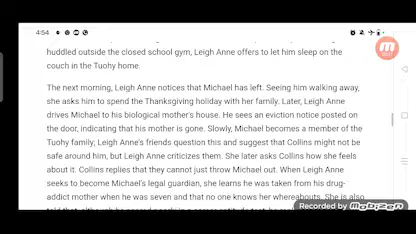 4:54
huddled outside the closed school gym, Leigh Anne offers to let him sleep on the
couch in the Tuohy home.
The next morning, Leigh Anne notices that Michael has left. Seeing him walking away,
she asks him to spend the Thanksgiving holiday with her family. Later, Leigh Anne
drives Michael to his biological mother's house. He sees an eviction notice posted on
the door, indicating that his mother is gone. Slowly, Michael becomes a member of the
Tuohy family; Leigh Anne's friends question this and suggest that Collins might not be
safe around him, but Leigh Anne criticizes them. She later asks Collins how she feels
about it. Collins replies that they cannot just throw Michael out. When Leigh Anne
seeks to become Michael's legal guardian, she learns he was taken from his drug-
addict mother when he was seven and that no one knows her whereabouts. She is also
Recorded by Mobizen